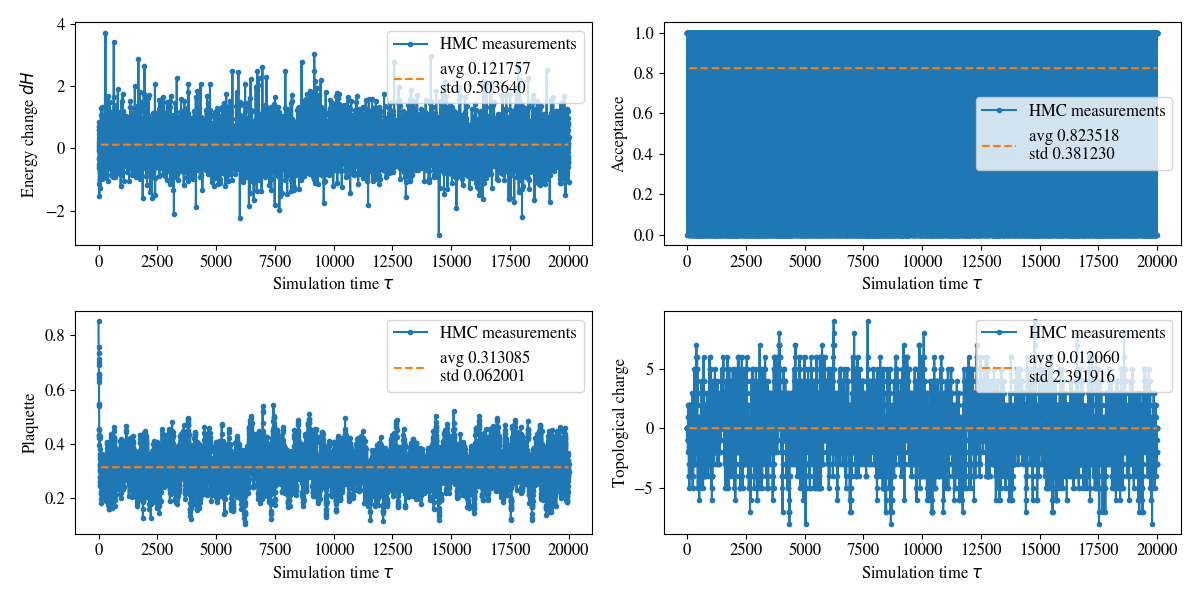 4
2
0
−2
Energy change dH
HMC measurements
avg 0.121757
std 0.503640
0 2500 5000 7500 10000 12500 15000 17500 20000
Simulation time τ
1.0
0.8
0.6
0.4
0.2
0.0
Acceptance
HMC measurements
avg 0.823518
std 0.381230
0 2500 5000 7500 10000 12500 15000 17500 20000
Simulation time τ
0.8
0.6
0.4
0.2
Plaquette
HMC measurements
avg 0.313085
std 0.062001
0 2500 5000 7500 10000 12500 15000 17500 20000
Simulation time τ
5
0
−5
Topological charge
HMC measurements
avg 0.012060
std 2.391916
0 2500 5000 7500 10000 12500 15000 17500 20000
Simulation time τ